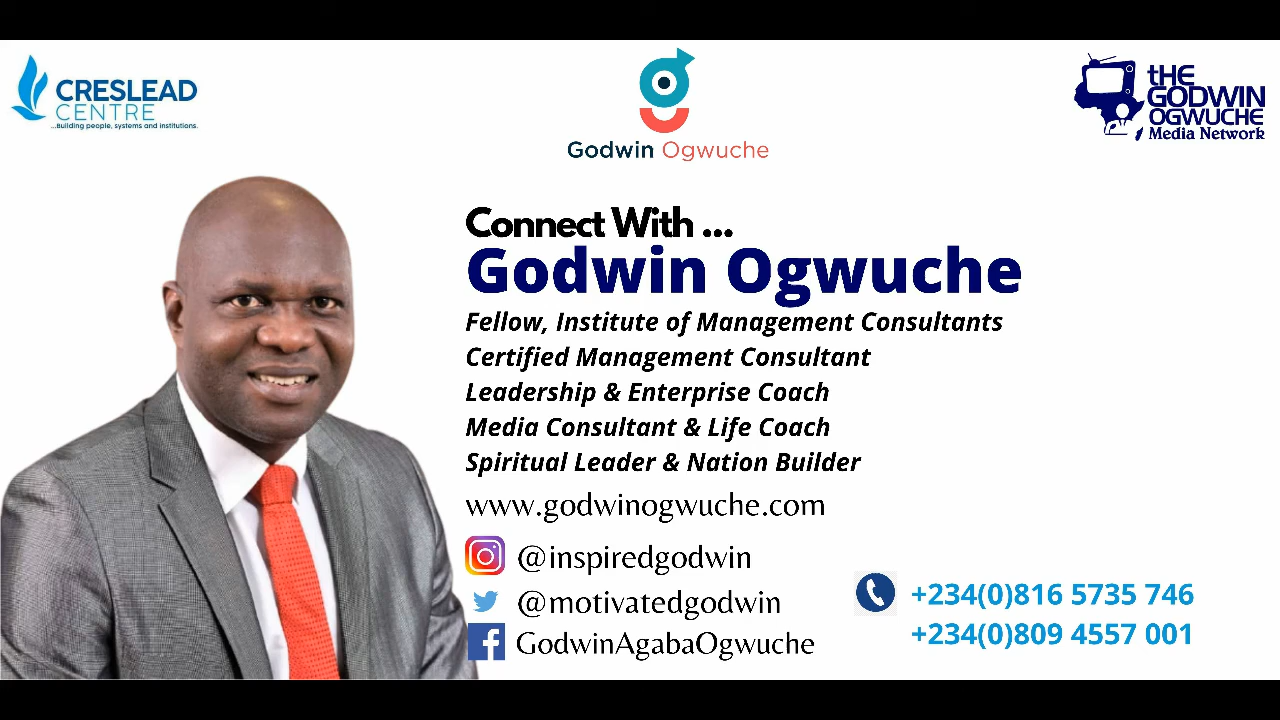 CRESLEAD
CENTRE
...Building people, systems and institutions.
Godwin Ogwuche
tHE
GODWIN
OGWUCHE
Media Network
Connect With ...
Godwin Ogwuche
Fellow, Institute of Management Consultants
Certified Management Consultant
Leadership & Enterprise Coach
Media Consultant & Life Coach
Spiritual Leader & Nation Builder
www.godwinogwuche.com
@inspiredgodwin
@motivatedgodwin
GodwinAgabaOgwuche
+234(0)816 5735 746
+234(0)809 4557 001